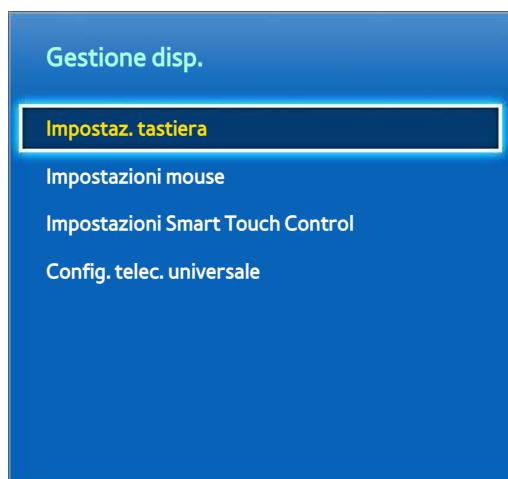 Gestione disp.
Impostaz. tastiera
Impostazioni mouse
Impostazioni Smart Touch Control
Config. telec. universale